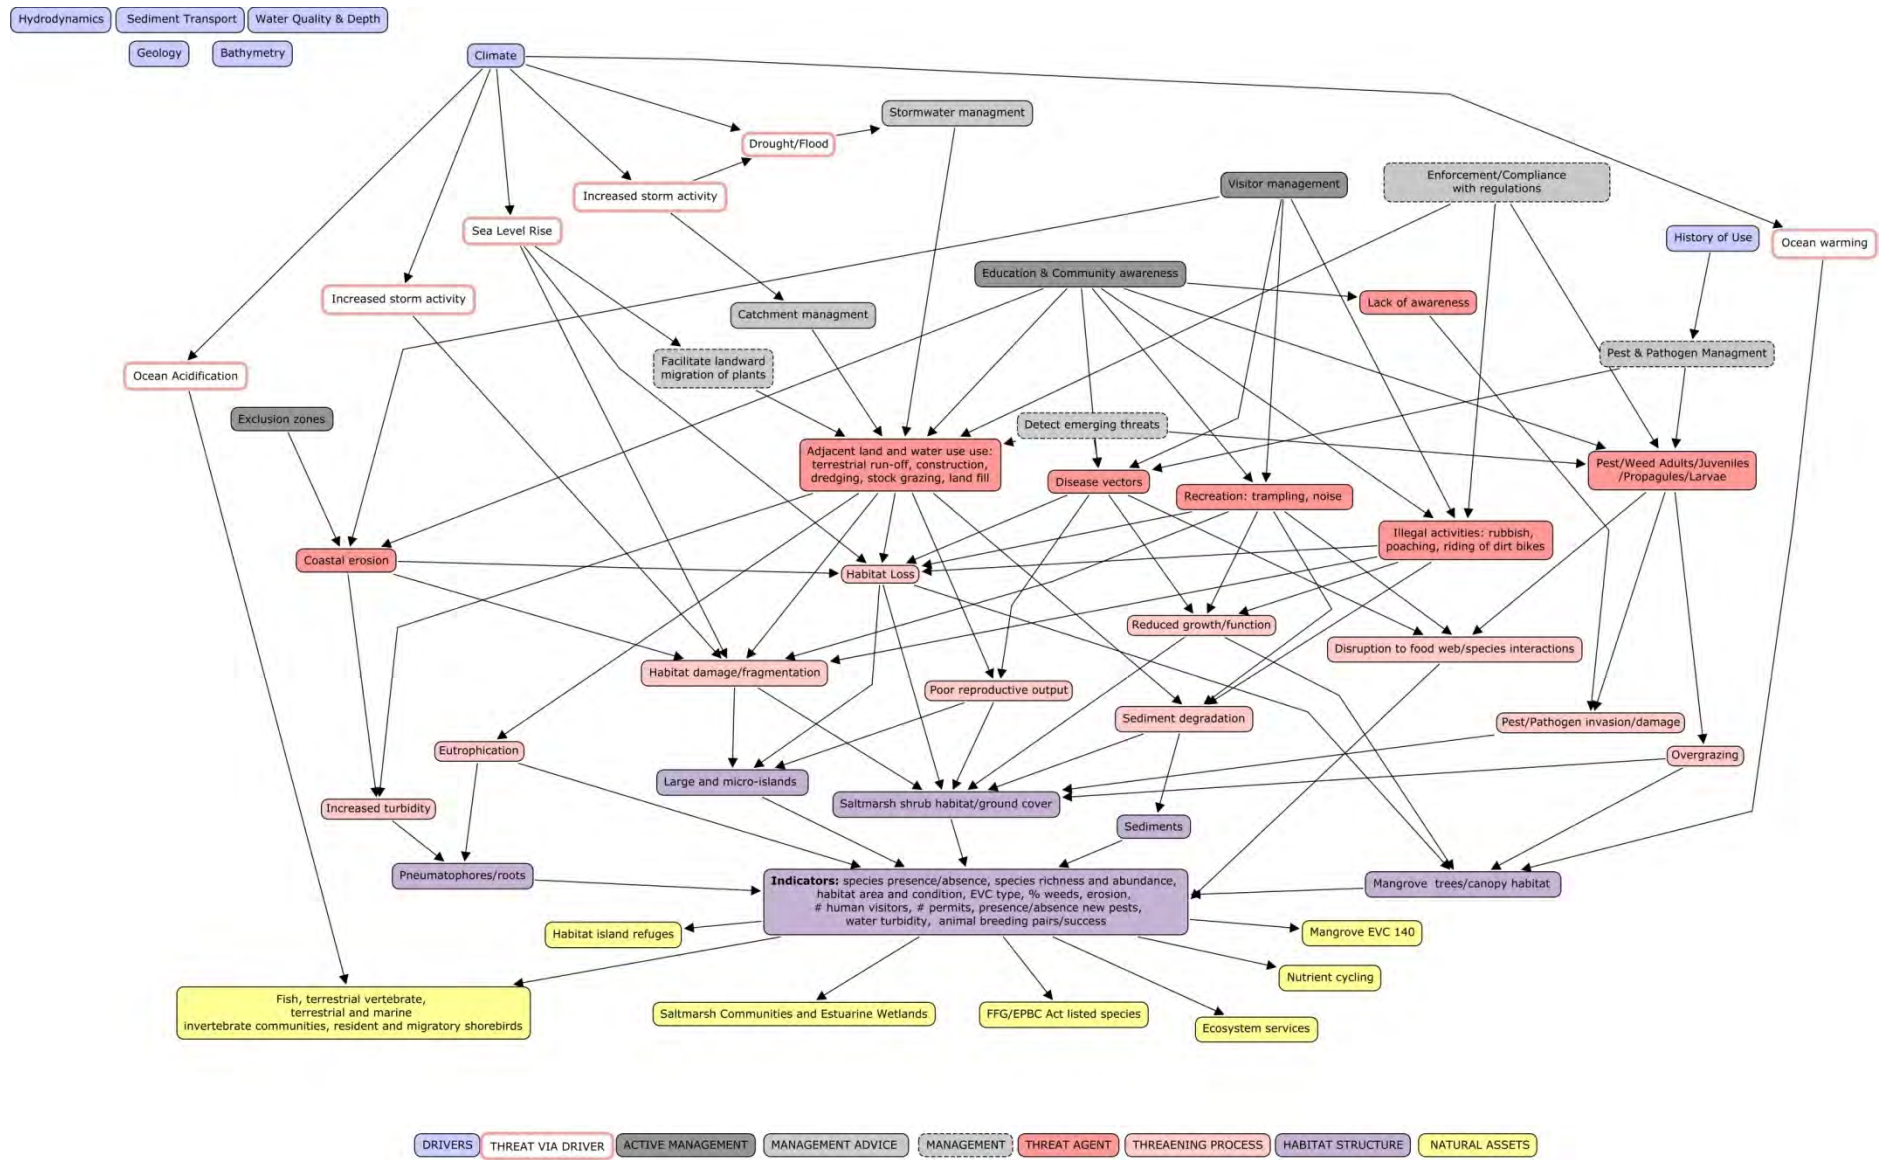 Hydrodynamics
Sediment Transport
Water Quality & Depth
Geology
Bathymetry
Climate
Stormwater managment
Drought/Flood
Increased storm activity
Visitor management
Enforcement/Compliance
with regulations
Sea Level Rise
History of Use
Ocean warming
Education & Community awareness
Increased storm activity
Lack of awareness
Catchment managment
Pest & Pathogen Managment
Facilitate landward
migration of plants
Ocean Acidification
Exclusion zones
Detect emerging threats
Adjacent land and water use use:
terrestrial run-off, construction,
dredging, stock grazing, land fill
Pest/Weed Adults/Juveniles
/Propagules/Larvae
Disease vectors
Recreation: trampling, noise
Illegal activities: rubbish,
poaching, riding of dirt bikes
Coastal erosion
Habitat Loss
Reduced growth/function
Disruption to food web/species interactions
Habitat damage/fragmentation
Poor reproductive output
Sediment degradation
Pest/Pathogen invasion/damage
Eutrophication
Overgrazing
Large and micro-islands
Saltmarsh shrub habitat/ground cover
Increased turbidity
Sediments
Pneumatophores/roots
Mangrove trees/canopy habitat
Indicators: species presence/absence, species richness and abundance,
habitat area and condition, EVC type, % weeds, erosion,
# human visitors, # permits, presence/absence new pests,
water turbidity, animal breeding pairs/success
Habitat island refuges
Mangrove EVC 140
Nutrient cycling
Fish, terrestrial vertebrate,
terrestrial and marine
invertebrate communities, resident and migratory shorebirds
Saltmarsh Communities and Estuarine Wetlands
FFG/EPBC Act listed species
Ecosystem services
DRIVERS
THREAT VIA DRIVER
ACTIVE MANAGEMENT
MANAGEMENT ADVICE
MANAGEMENT
THREAT AGENT
THREAENING PROCESS
HABITAT STRUCTURE
NATURAL ASSETS